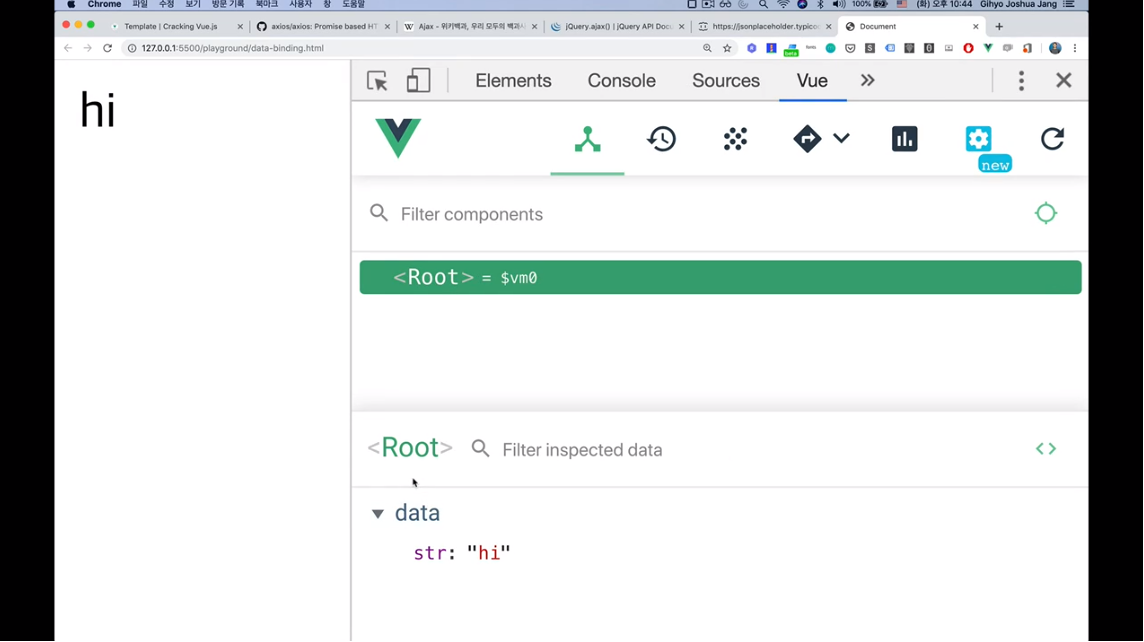 Chrome 파일 수정 보기 방문 기록 북마크 사용자 창 도움말 100% (화) 오후 10:44 Gihyo Joshua Jang
Template | Cracking Vue.js
axios/axios: Promise based HT
Ajax - 위키백과, 우리 모두의 백과사
jQuery.ajax() | jQuery API Docu
https://jsonplaceholder.typicod
Document
127.0.0.1:5500/playground/data-binding.html
beta
hi
Elements Console Sources Vue
new
Filter components
<Root> = $vm0
<Root> Filter inspected data
data
str: "hi"